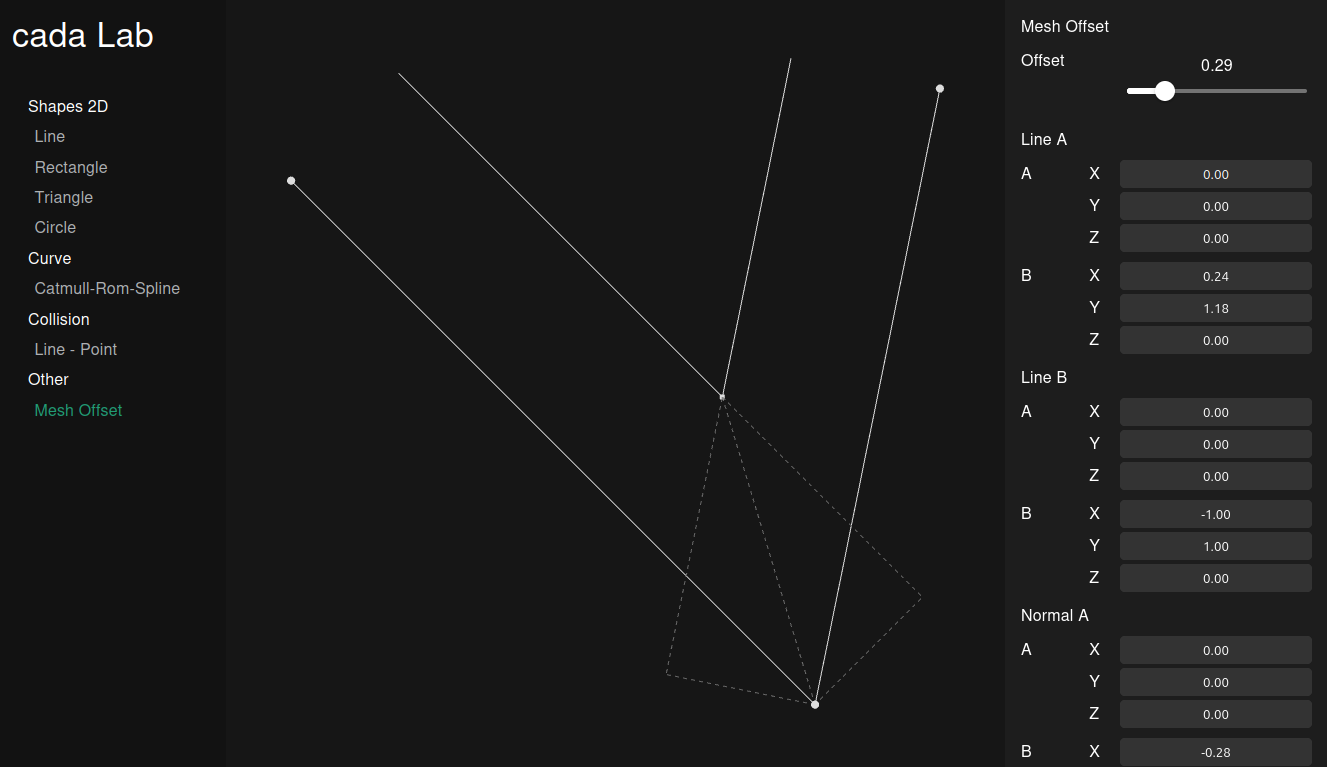 cada Lab
Shapes 2D
Line
Rectangle
Triangle
Circle
Curve
Catmull-Rom-Spline
Collision
Line - Point
Other
Mesh Offset
Mesh Offset
Offset 0.29
Line A
A X 0.00
Y 0.00
Z 0.00
B X 0.24
Y 1.18
Z 0.00
Line B
A X 0.00
Y 0.00
Z 0.00
B X -1.00
Y 1.00
Z 0.00
Normal A
A X 0.00
Y 0.00
Z 0.00
B X -0.28